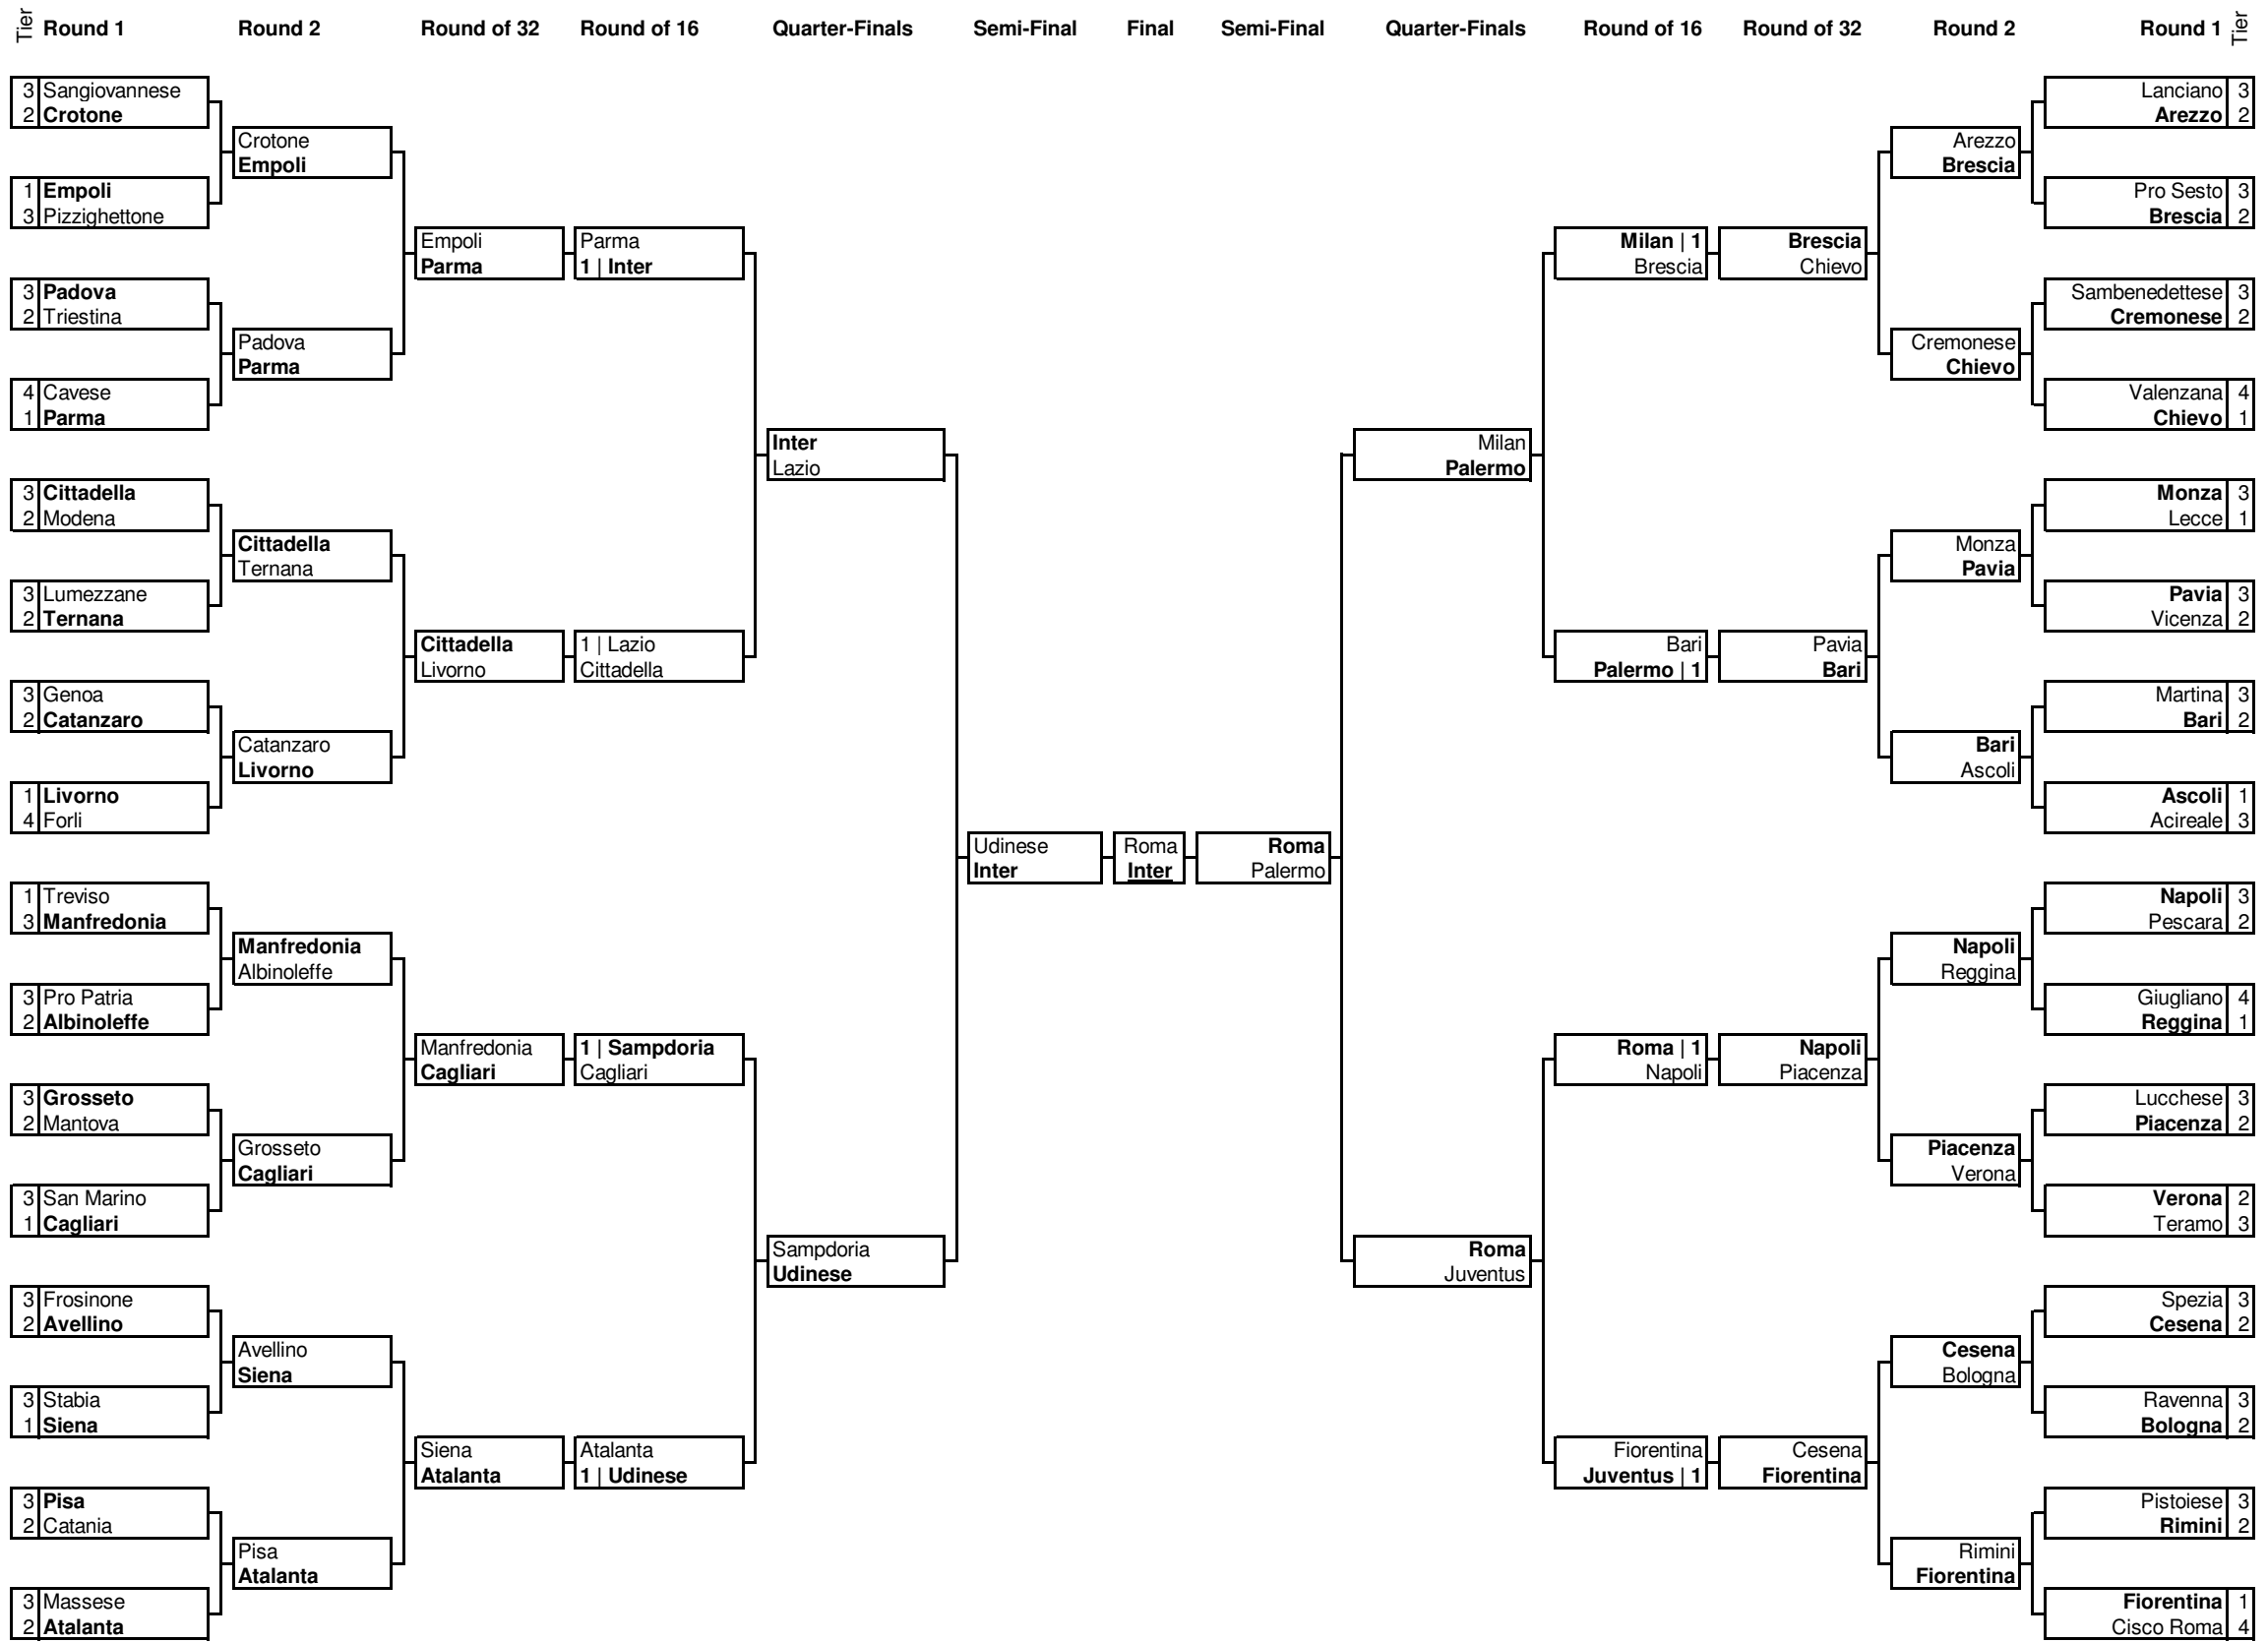 Tier Round 1 Round 2 Round of 32 Round of 16 Quarter-Finals Semi-Final Final Semi-Final Quarter-Finals Round of 16 Round of 32 Round 2 Round 1 Tier
3 Sangiovannese
2 Crotone
1 Empoli
3 Pizzighettone
3 Padova
2 Triestina
4 Cavese
1 Parma
3 Cittadella
2 Modena
3 Lumezzane
2 Ternana
3 Genoa
2 Catanzaro
1 Livorno
4 Forli
1 Treviso
3 Manfredonia
3 Pro Patria
2 Albinoleffe
3 Grosseto
2 Mantova
3 San Marino
1 Cagliari
3 Frosinone
2 Avellino
3 Stabia
1 Siena
3 Pisa
2 Catania
3 Massese
2 Atalanta
Crotone
Empoli
Padova
Parma
Cittadella
Ternana
Catanzaro
Livorno
Manfredonia
Albinoleffe
Grosseto
Cagliari
Avellino
Siena
Pisa
Atalanta
Empoli
Parma
Cittadella
Livorno
Manfredonia
Cagliari
Siena
Atalanta
Parma
1 | Inter
1 | Lazio
Cittadella
1 | Sampdoria
Cagliari
Atalanta
1 | Udinese
Inter
Lazio
Sampdoria
Udinese
Udinese
Inter
Roma
Inter
Roma
Palermo
Milan
Palermo
Roma
Juventus
Milan | 1
Brescia
Bari
Palermo | 1
Roma | 1
Napoli
Fiorentina
Juventus | 1
Brescia
Chievo
Pavia
Bari
Napoli
Piacenza
Cesena
Fiorentina
Arezzo
Brescia
Cremonese
Chievo
Monza
Pavia
Bari
Ascoli
Napoli
Reggina
Piacenza
Verona
Cesena
Bologna
Rimini
Fiorentina
Lanciano 3
Arezzo 2
Pro Sesto 3
Brescia 2
Sambenedettese 3
Cremonese 2
Valenzana 4
Chievo 1
Monza 3
Lecce 1
Pavia 3
Vicenza 2
Martina 3
Bari 2
Ascoli 1
Acireale 3
Napoli 3
Pescara 2
Giugliano 4
Reggina 1
Lucchese 3
Piacenza 2
Verona 2
Teramo 3
Spezia 3
Cesena 2
Ravenna 3
Bologna 2
Pistoiese 3
Rimini 2
Fiorentina 1
Cisco Roma 4